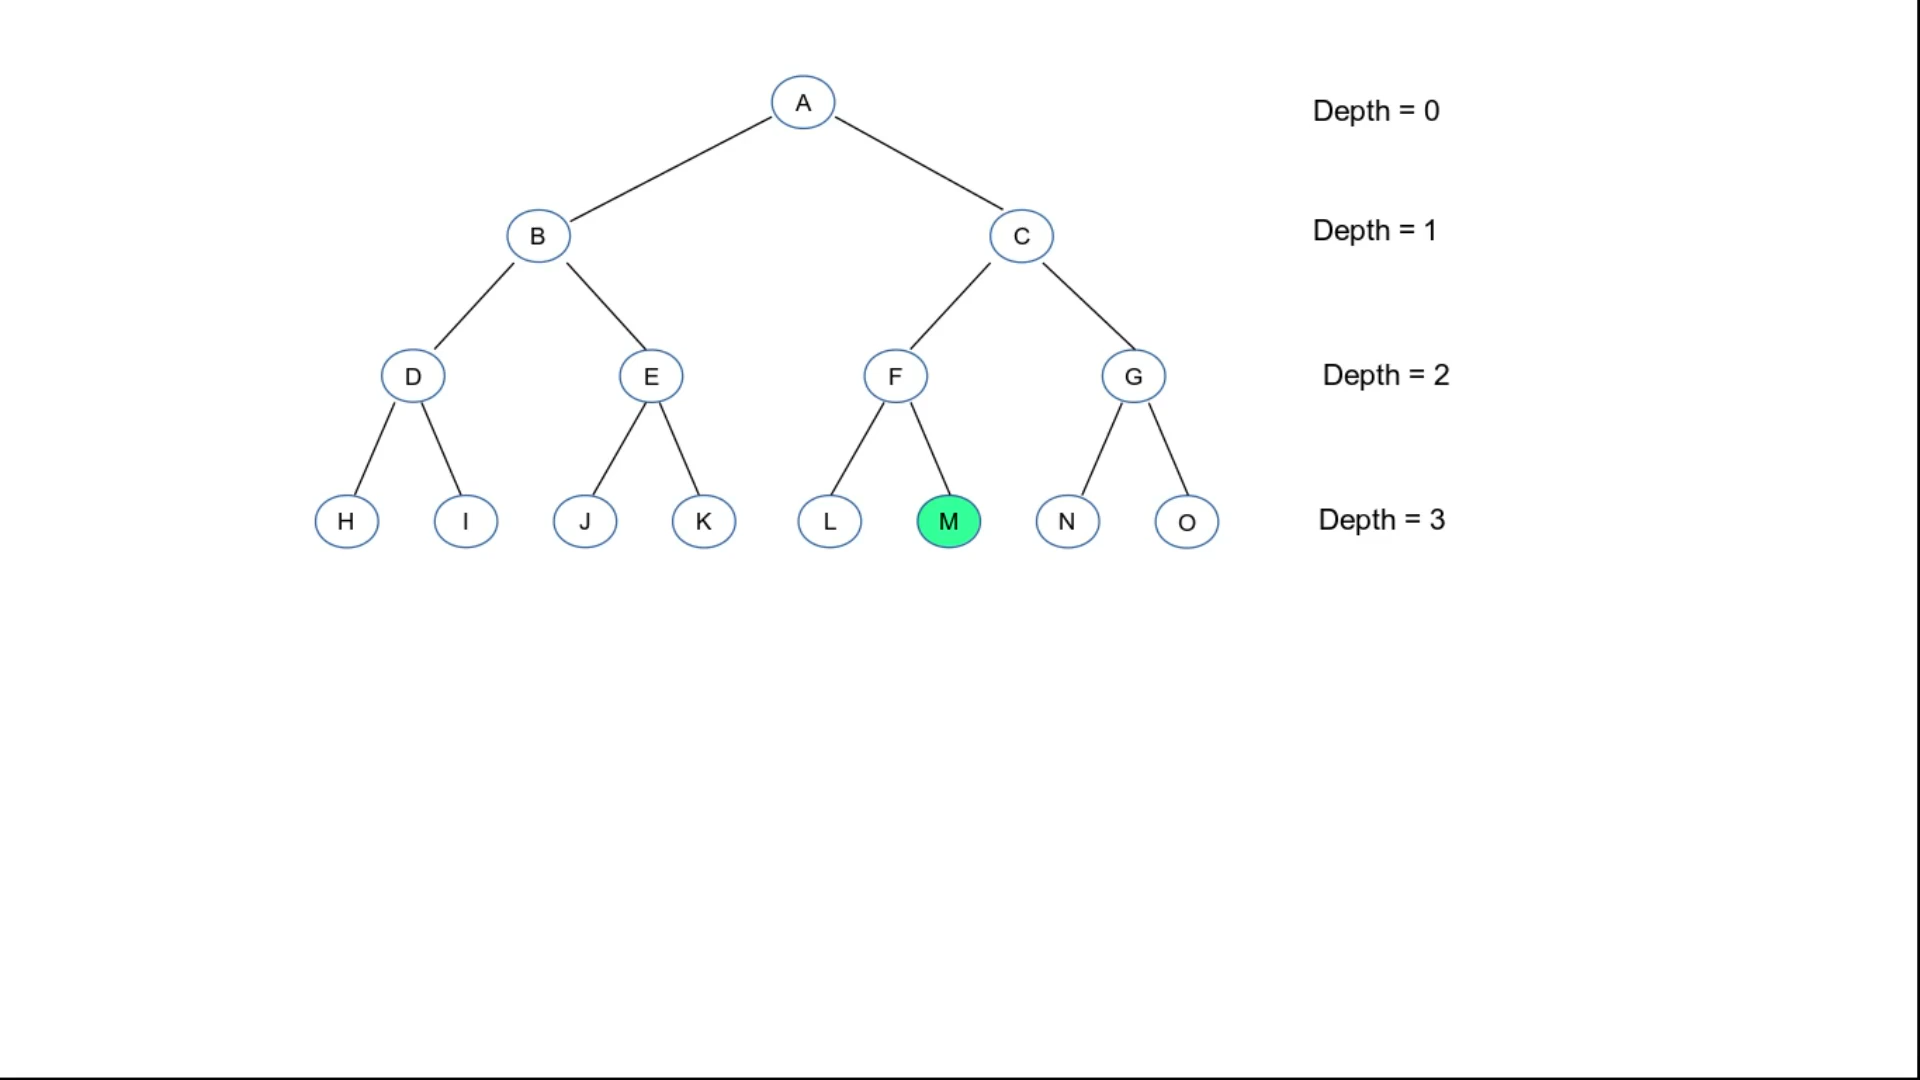 A
Depth = 0
B
C
Depth = 1
D
E
F
G
Depth = 2
H
I
J
K
L
M
N
O
Depth = 3